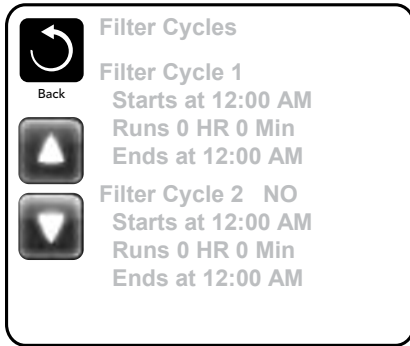 Filter Cycles
Back
Filter Cycle 1
Starts at 12:00 AM
Runs 0 HR 0 Min
Ends at 12:00 AM
Filter Cycle 2 NO
Starts at 12:00 AM
Runs 0 HR 0 Min
Ends at 12:00 AM